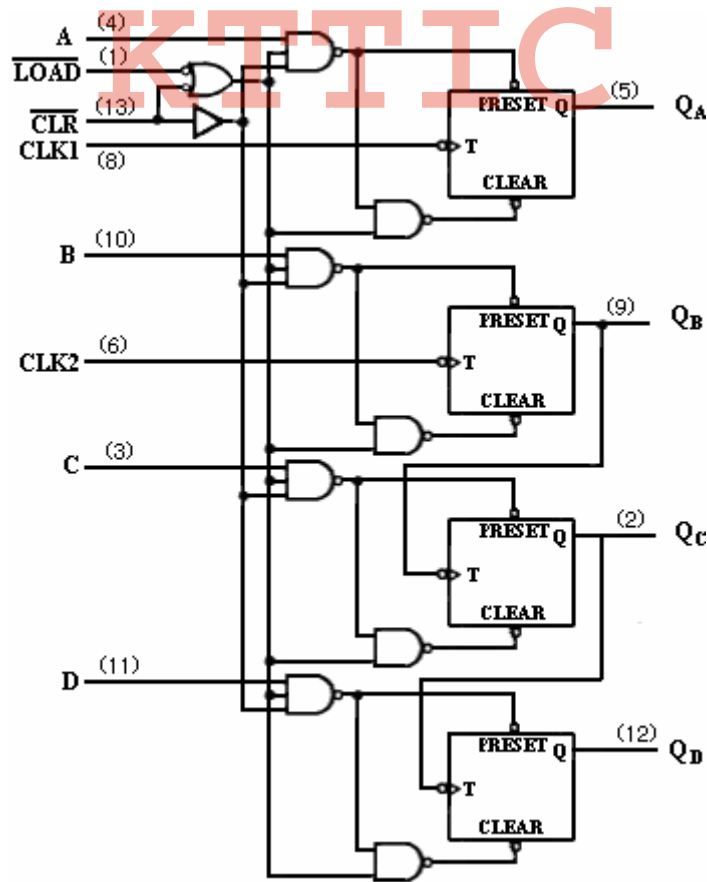 KTTIC
A (4)
LOAD (1)
CLR (13)
CLK1 (8)
PRESET Q (5) QA
T
CLEAR
B (10)
PRESET Q (9) QB
CLK2 (6) T
CLEAR
C (3)
PRESET Q (2) QC
T
CLEAR
D (11)
PRESET Q (12) QD
T
CLEAR